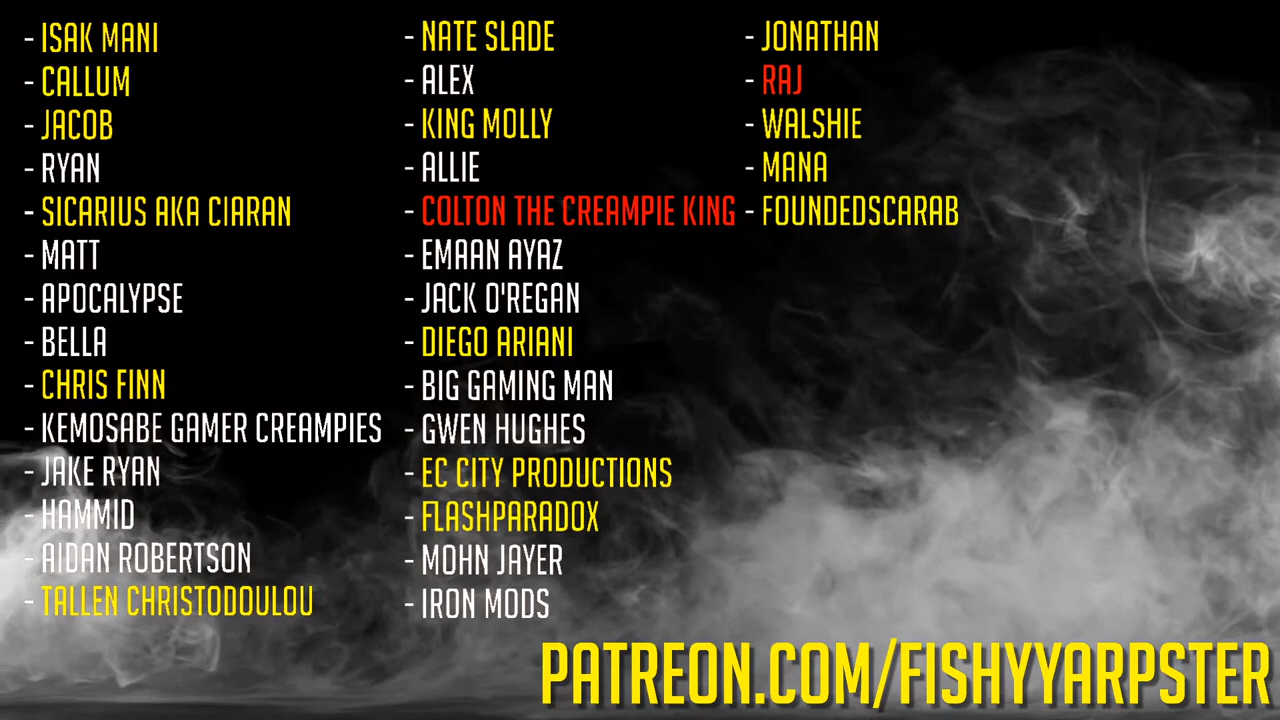 - ISAK MANI
- CALLUM
- JACOB
- RYAN
- SICARIUS AKA CIARAN
- MATT
- APOCALYPSE
- BELLA
- CHRIS FINN
- KEMOSABE GAMER CREAMPIES
- JAKE RYAN
- HAMMID
- AIDAN ROBERTSON
- TALLEN CHRISTODOULOU
- NATE SLADE
- ALEX
- KING MOLLY
- ALLIE
- COLTON THE CREAMPIE KING
- EMAAN AYAZ
- JACK O'REGAN
- DIEGO ARIANI
- BIG GAMING MAN
- GWEN HUGHES
- EC CITY PRODUCTIONS
- FLASHPARADOX
- MOHN JAYER
- IRON MODS
- JONATHAN
- RAJ
- WALSHIE
- MANA
- FOUNDEDSCARAB
PATREON.COM/FISHYYARPSTER